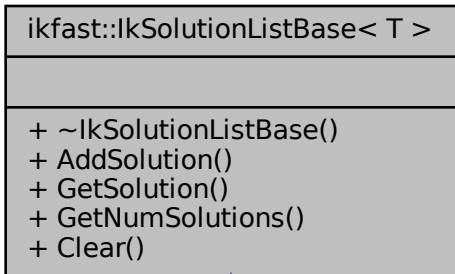 ikfast::IkSolutionListBase< T >
+ ~IkSolutionListBase()
+ AddSolution()
+ GetSolution()
+ GetNumSolutions()
+ Clear()